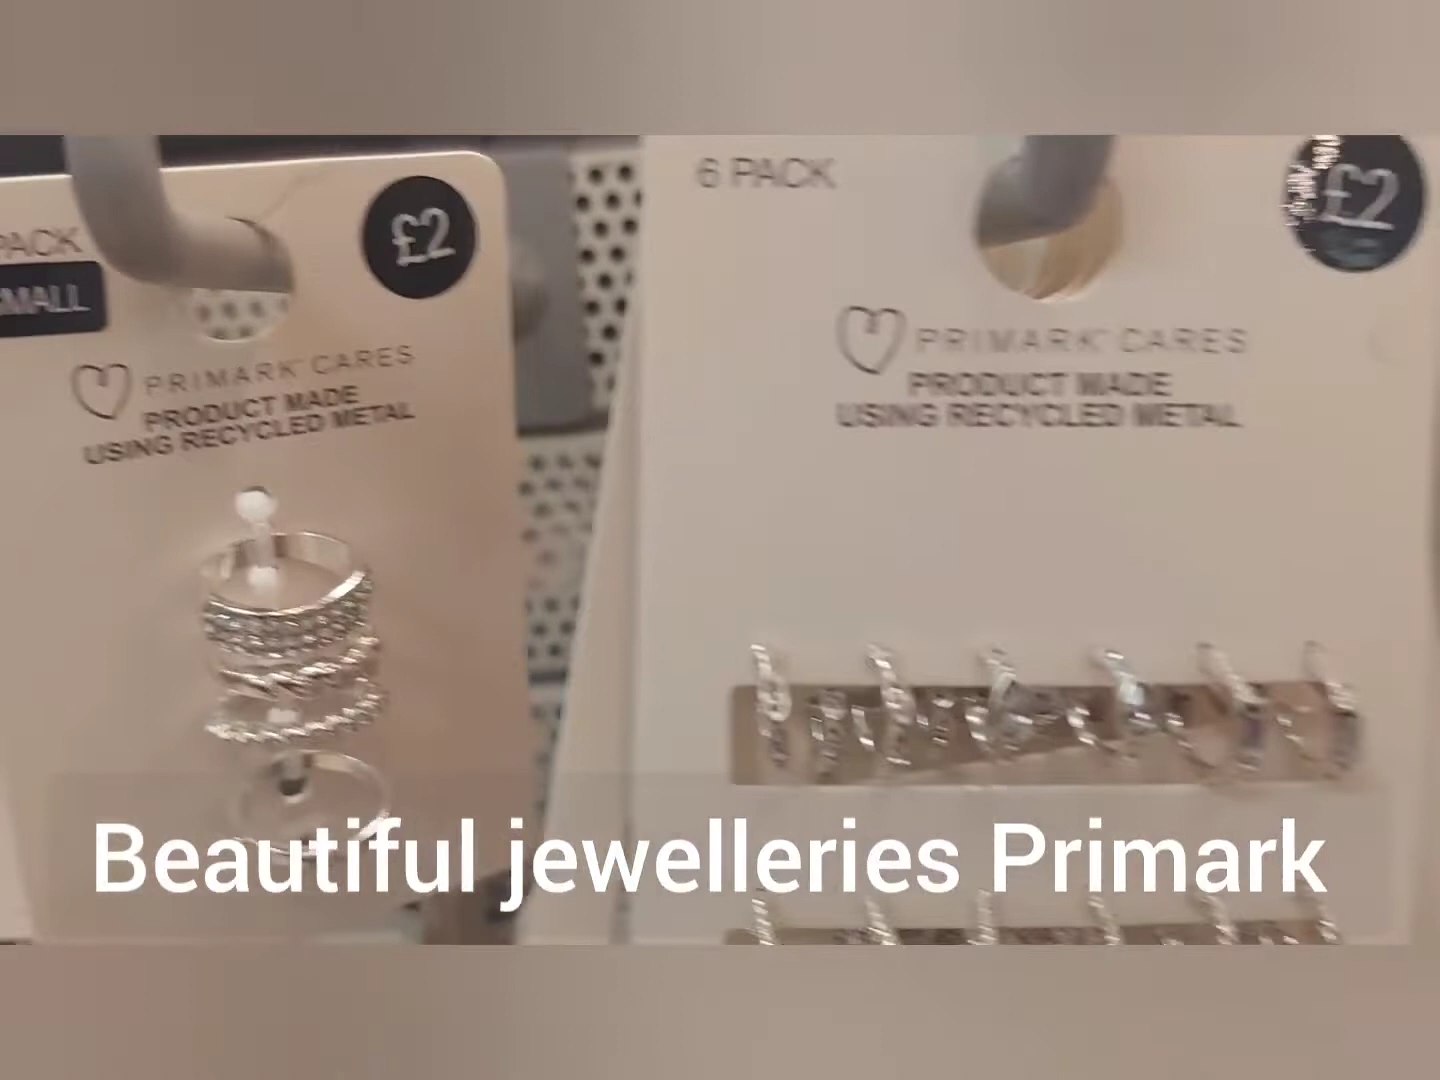 PACK
£2
PRIMARK CARES
PRODUCT MADE
USING RECYCLED METAL
6 PACK
£2
PRIMARK CARES
PRODUCT MADE
USING RECYCLED METAL
Beautiful jewelleries Primark